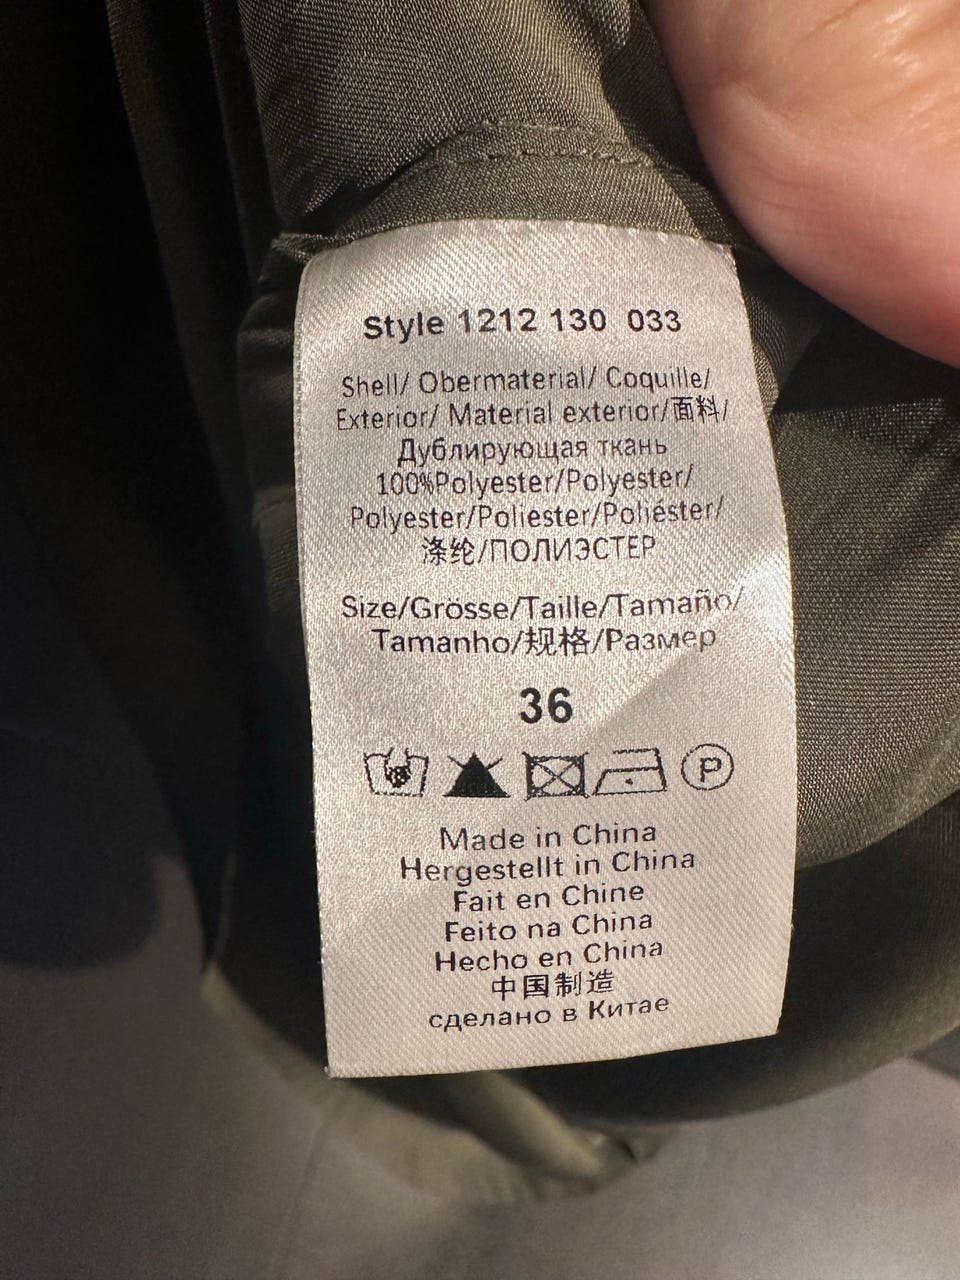 Style 1212 130 033
Shell/ Obermaterial/ Coquille/
Exterior/ Material exterior/面料/
Дублирующая ткань
100%Polyester/Polyester/
Polyester/Poliester/Poliéster/
涤纶/ПОЛИЭСТЕР
Size/Grösse/Taille/Tamaño/
Tamanho/规格/Размер
36
P
Made in China
Hergestellt in China
Fait en Chine
Feito na China
Hecho en China
中国制造
сделано в Китае